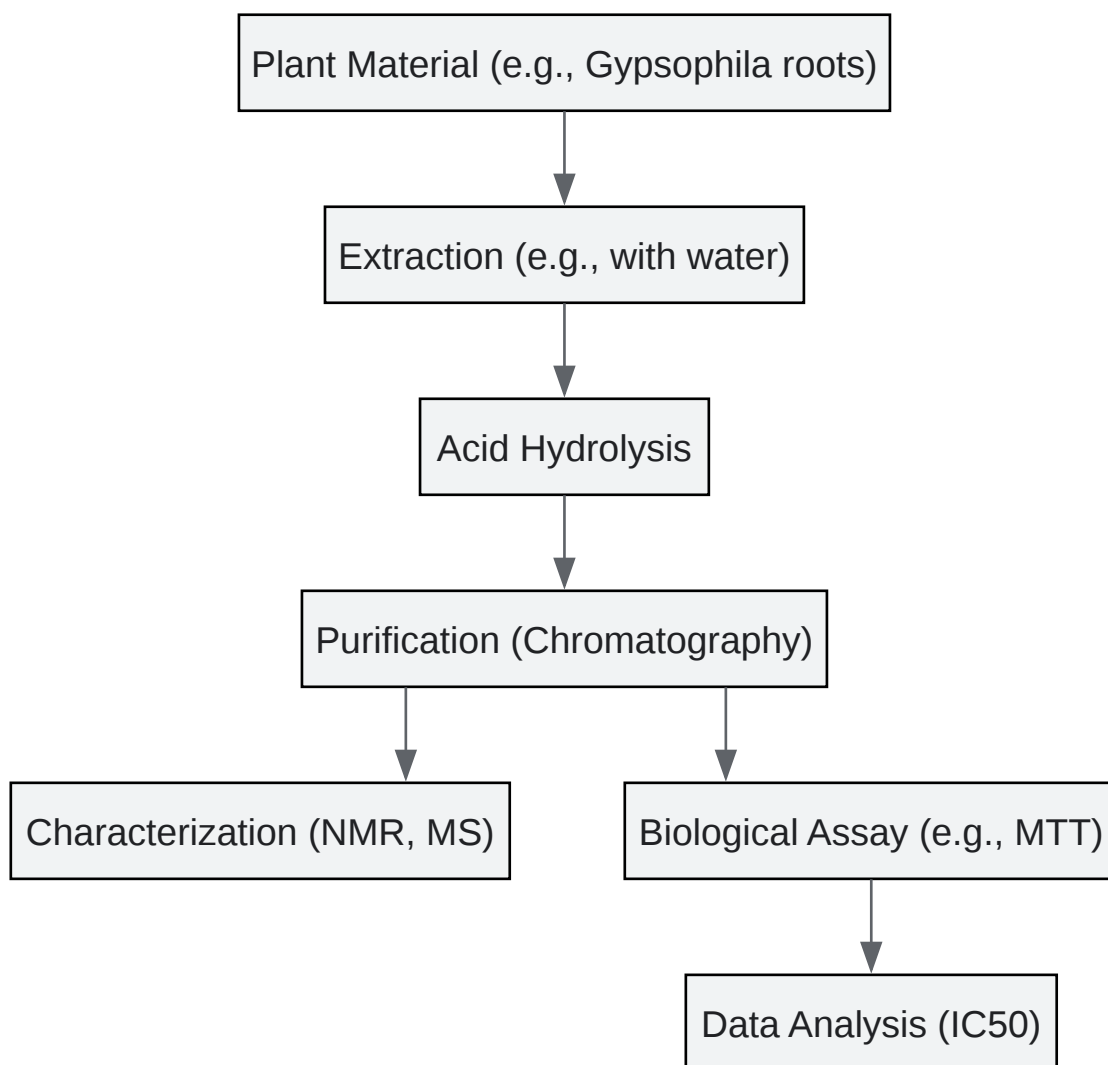 Plant Material (e.g., Gypsophila roots)
Extraction (e.g., with water)
Acid Hydrolysis
Purification (Chromatography)
Characterization (NMR, MS)
Biological Assay (e.g., MTT)
Data Analysis (IC50)